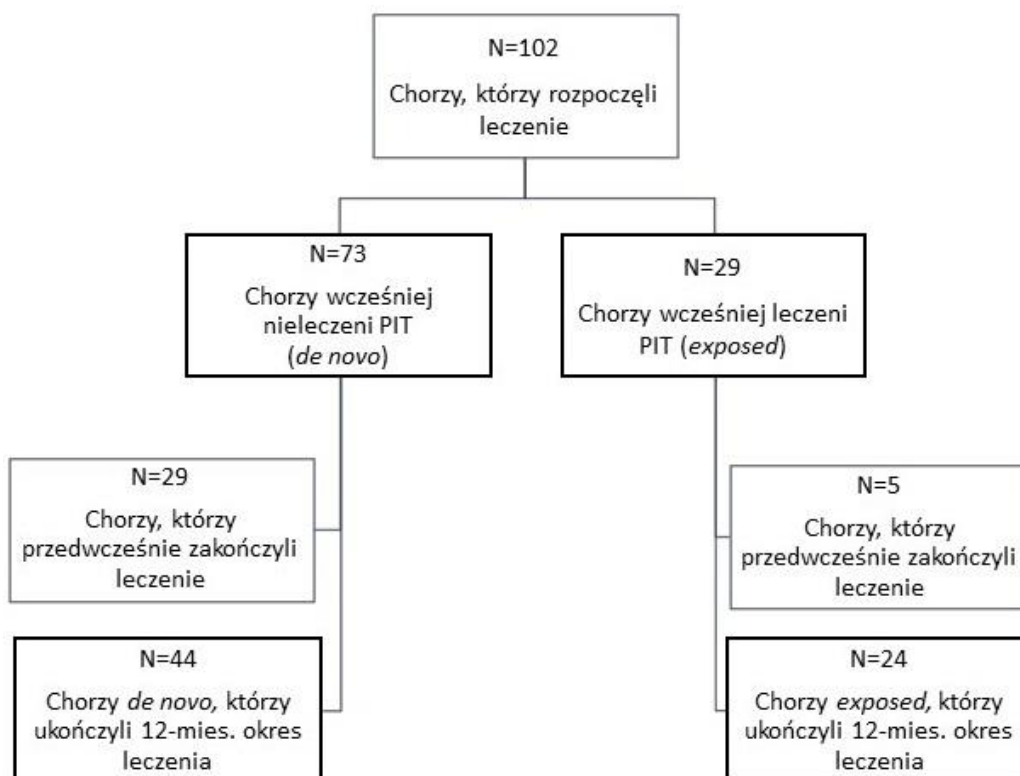 N=102
Chorzy, którzy rozpoczęli
leczenie
N=73
Chorzy wcześniej
nieleczeni PIT
(de novo)
N=29
Chorzy wcześniej leczeni
PIT (exposed)
N=29
Chorzy, którzy
przedwcześnie zakończyli
leczenie
N=5
Chorzy, którzy
przedwcześnie zakończyli
leczenie
N=44
Chorzy de novo, którzy
ukończyli 12-mies. okres
leczenia
N=24
Chorzy exposed, którzy
ukończyli 12-mies. okres
leczenia